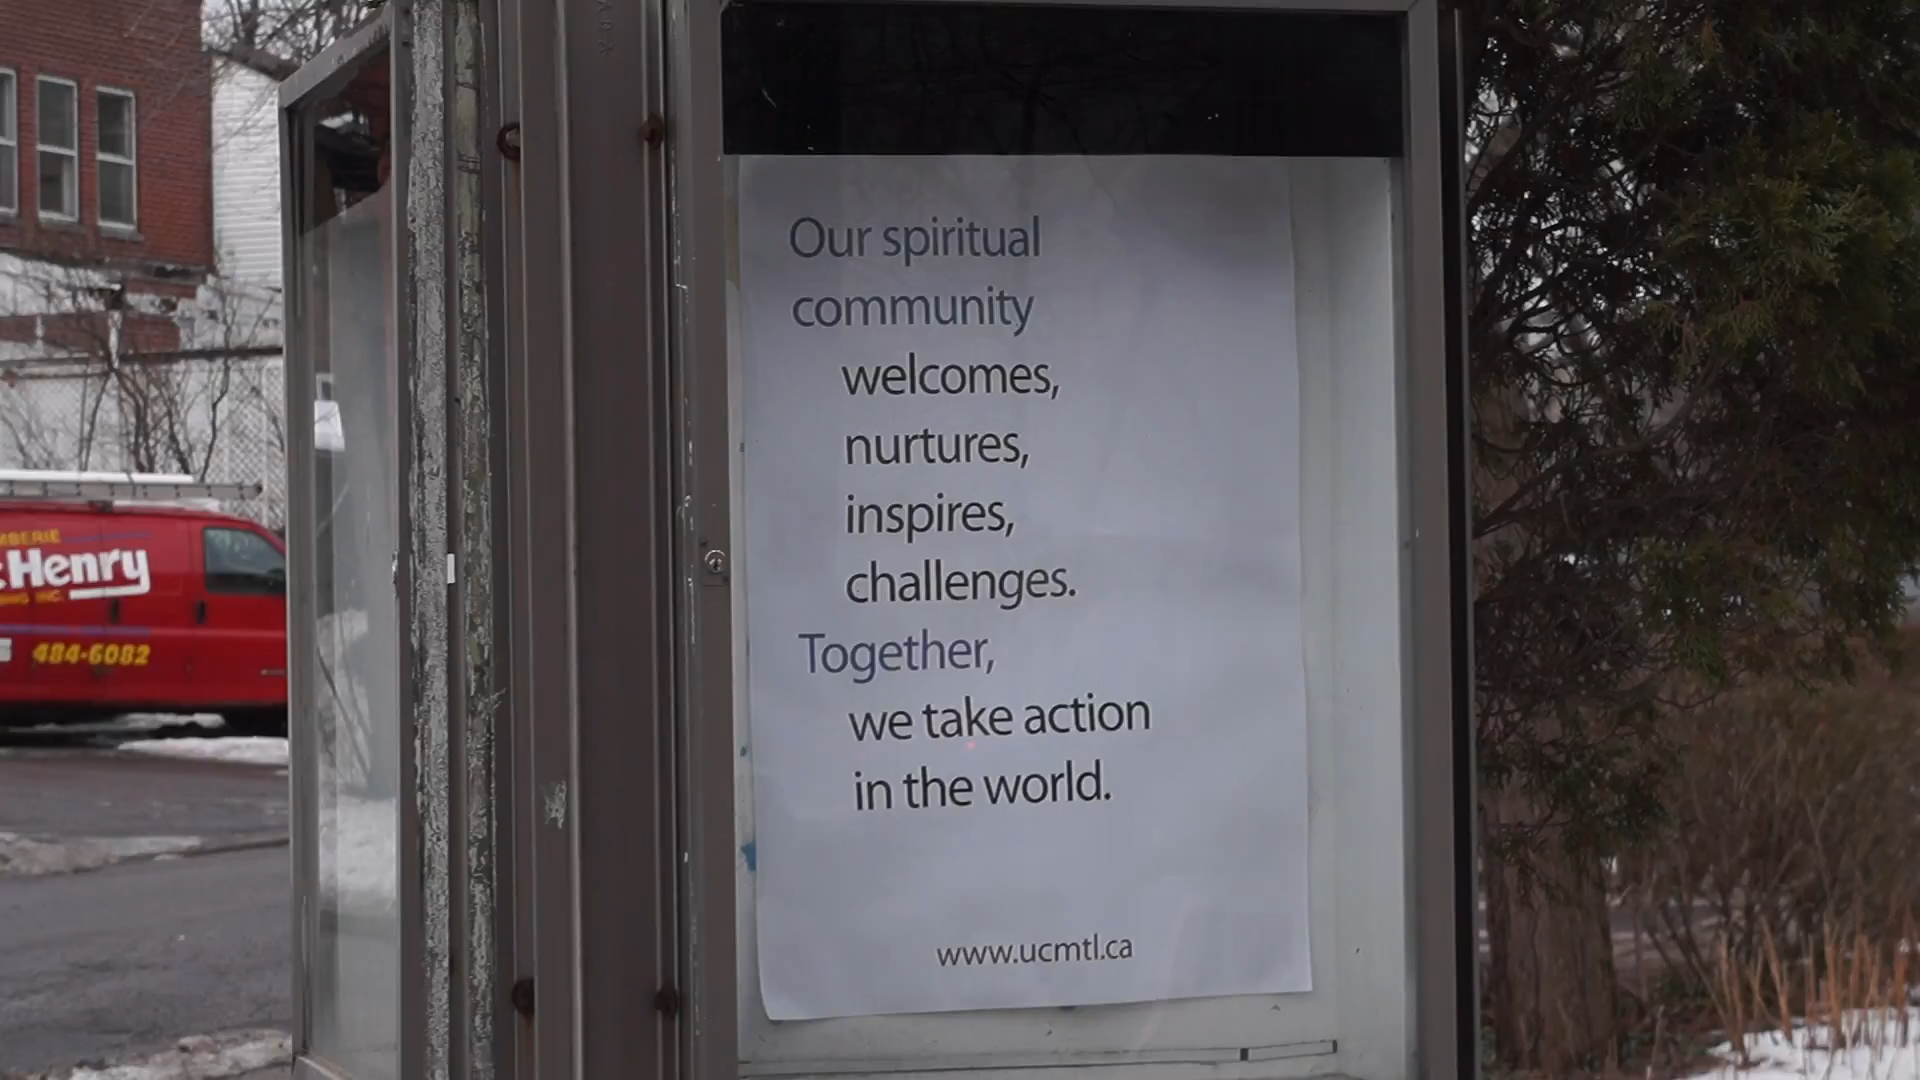 Our spiritual
community
welcomes,
nurtures,
inspires,
challenges.
Together,
we take action
in the world.
www.ucmtl.ca
Henry
484-6082